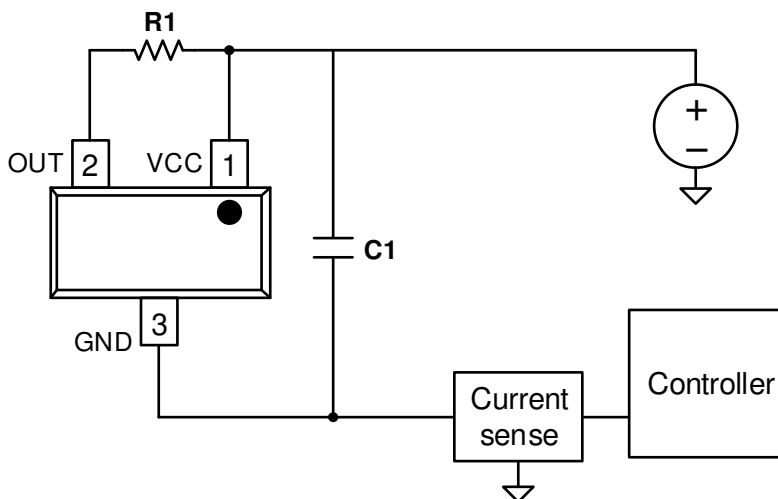 R1
OUT
2
VCC
1
+
–
C1
3
GND
Current
sense
Controller